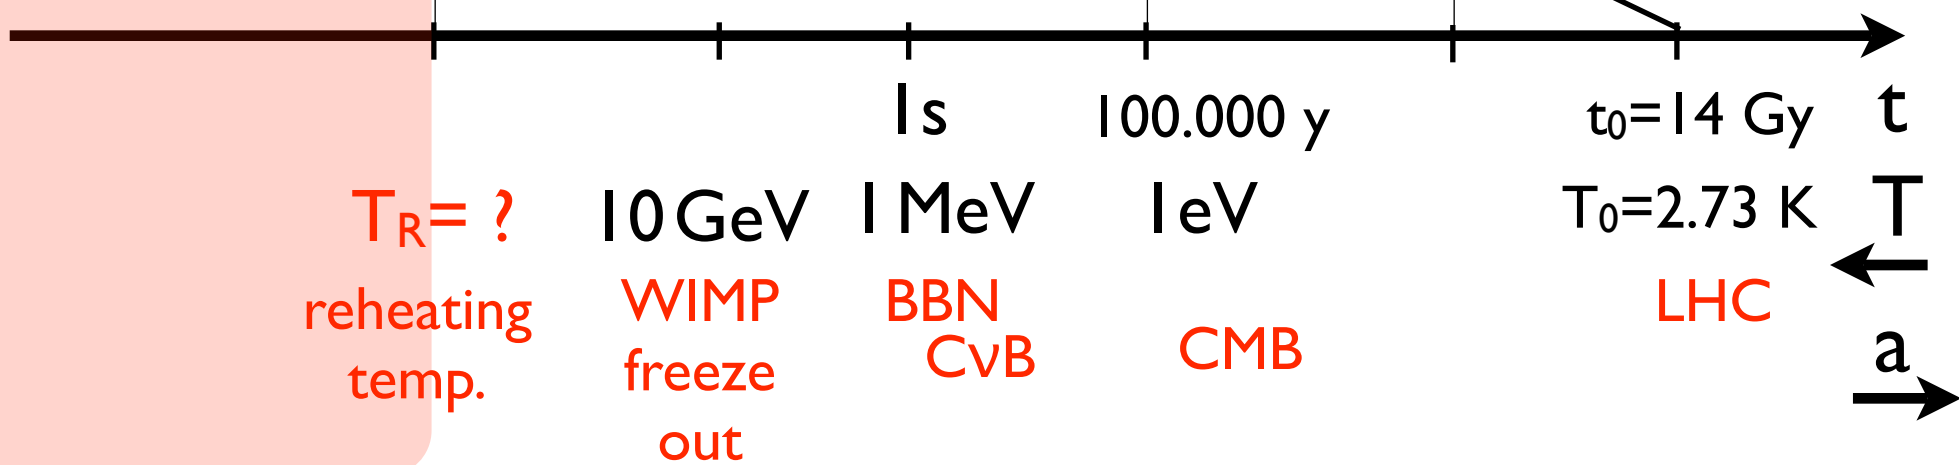 1s 100.000 y t₀=14 Gy t
T_R= ? 10 GeV 1 MeV 1 eV T₀=2.73 K T
reheating WIMP BBN LHC
temp. freeze CνB CMB a
out